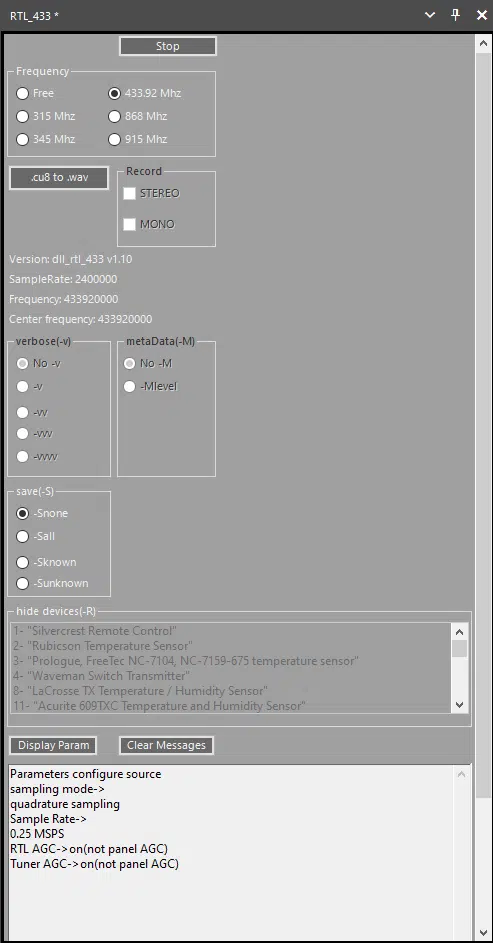 RTL_433 *
Stop
Frequency
Free
433.92 Mhz
315 Mhz
868 Mhz
345 Mhz
915 Mhz
.cu8 to .wav
Record
STEREO
MONO
Version: dll_rtl_433 v1.10
SampleRate: 2400000
Frequency: 433920000
Center frequency: 433920000
verbose(-v)
metaData(-M)
No -v
No -M
-v
-Mlevel
-vv
-vvv
-vvvv
save(-S)
-Snone
-Sall
-Sknown
-Sunknown
hide devices(-R)
1- "Silvercrest Remote Control"
2- "Rubicson Temperature Sensor"
3- "Prologue, FreeTec NC-7104, NC-7159-675 temperature sensor"
4- "Waveman Switch Transmitter"
8- "LaCrosse TX Temperature / Humidity Sensor"
11- "Acurite 609TXC Temperature and Humidity Sensor"
Display Param
Clear Messages
Parameters configure source
sampling mode->
quadrature sampling
Sample Rate->
0.25 MSPS
RTL AGC->on(not panel AGC)
Tuner AGC->on(not panel AGC)